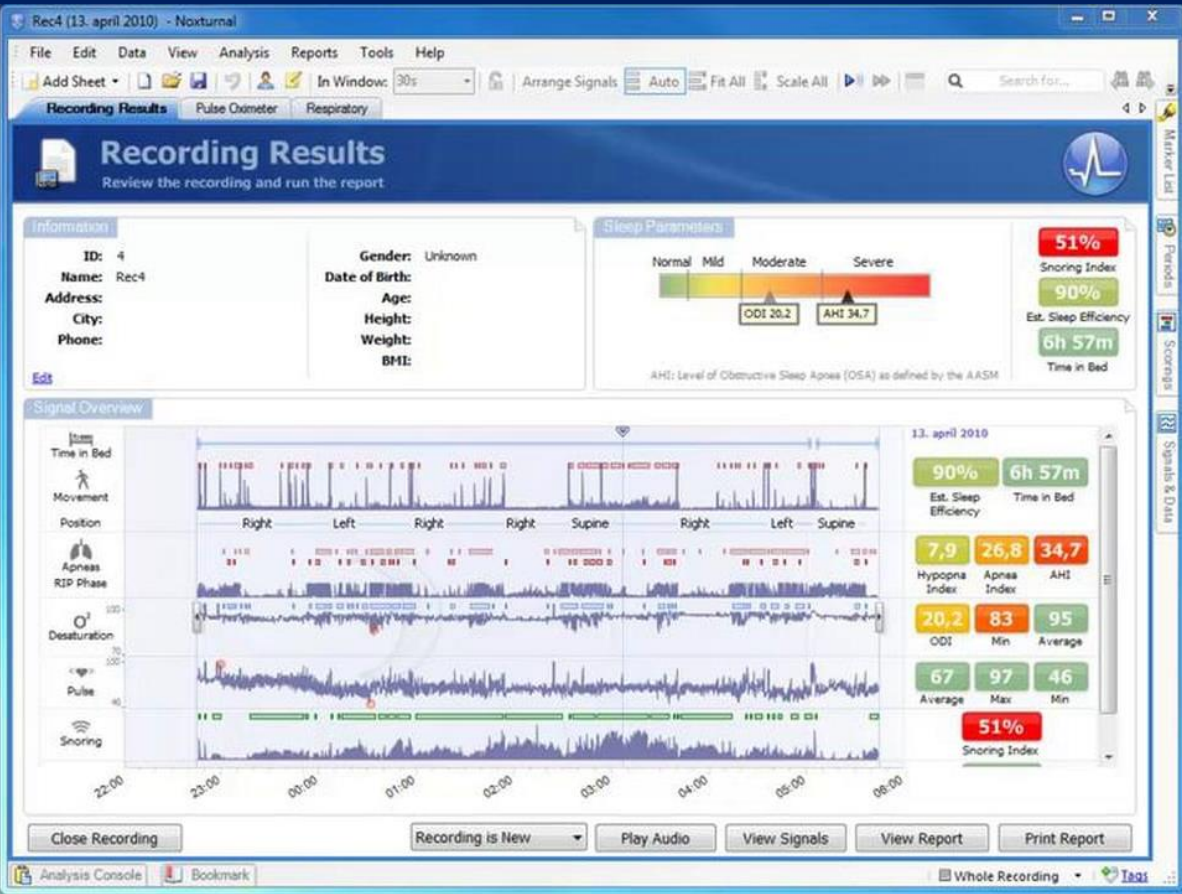 Rec4 (13. april 2010) - Noxturnal
File Edit Data View Analysis Reports Tools Help
Add Sheet In Window: 30s Arrange Signals Auto Fit All Scale All Search for...
Recording Results Pulse Oximeter Respiratory
Recording Results
Review the recording and run the report
Marker List
Periods
Scorings
Signals & Data
Information
ID: 4
Name: Rec4
Address:
City:
Phone:
Edit
Gender: Unknown
Date of Birth:
Age:
Height:
Weight:
BMI:
Sleep Parameters
Normal Mild Moderate Severe
ODI 20,2 AHI 34,7
AHI: Level of Obstructive Sleep Apnea (OSA) as defined by the AASM
51%
Snoring Index
90%
Est. Sleep Efficiency
6h 57m
Time in Bed
Signal Overview
Time in Bed
Movement
Position
Right Left Right Right Supine Right Left Supine
Apneas
RIP Phase
O²
Desaturation
100
70
Pulse
100
40
Snoring
22:00 23:00 00:00 01:00 02:00 03:00 04:00 05:00 06:00
13. april 2010
90% 6h 57m
Est. Sleep Efficiency Time in Bed
7,9 26,8 34,7
Hypopna Index Apnea Index AHI
20,2 83 95
ODI Min Average
67 97 46
Average Max Min
51%
Snoring Index
Close Recording Recording is New Play Audio View Signals View Report Print Report
Analysis Console Bookmark Whole Recording Tags